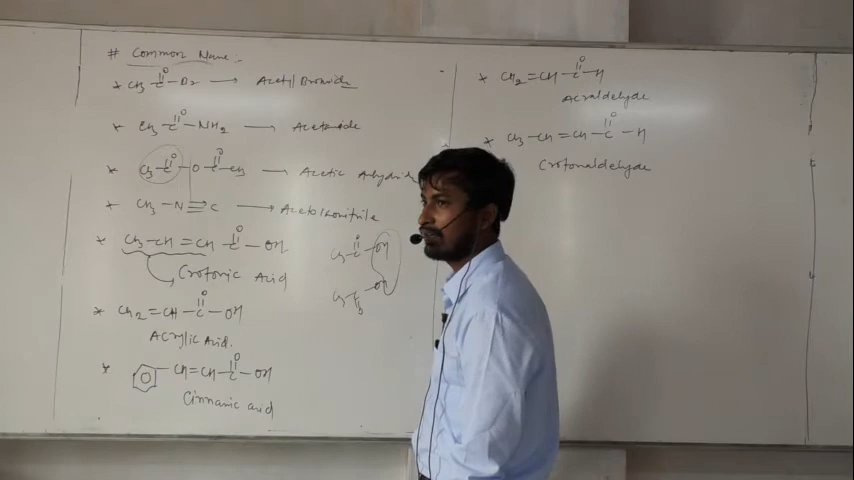 # Common Name :-
* CH3-C(=O)-Br → Acetyl Bromide
* CH3-C(=O)-NH2 → Acetamide
* CH3-C(=O)-O-C(=O)-CH3 → Acetic Anhydride
* CH3-N≡C → Acetoisonitrile
* CH3-CH=CH-C(=O)-OH
Crotonic Acid
* CH2=CH-C(=O)-OH
Acrylic Acid.
* CH=CH-C(=O)-OH
Cinnamic acid
CH3-C(=O)-OH
CH3-C(=O)-OH
* CH2=CH-C(=O)-H
Acraldehyde
* CH3-CH=CH-C(=O)-H
Crotonaldehyde